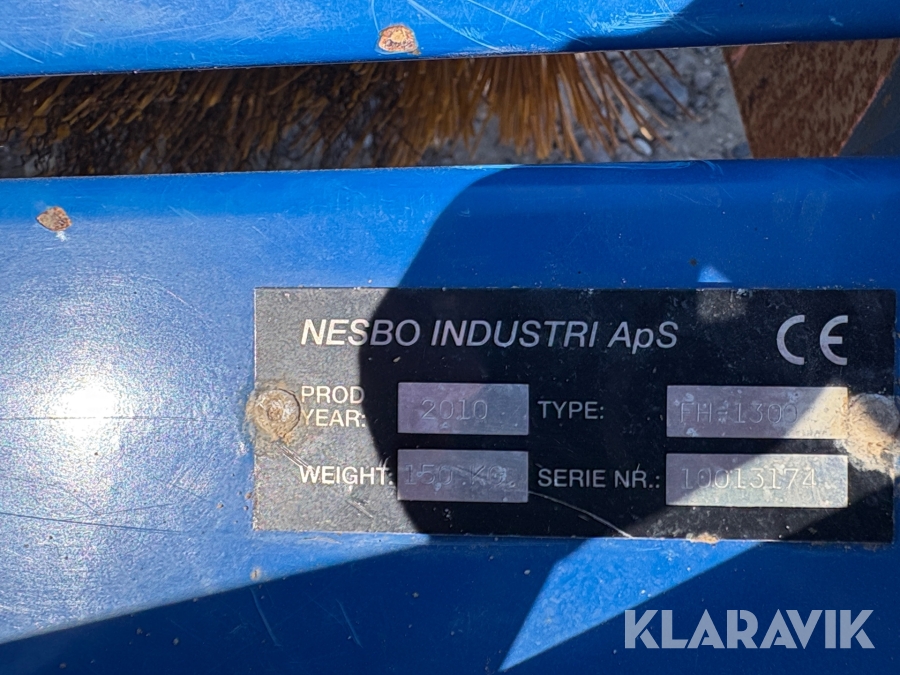 NESBO INDUSTRI ApS CE
PROD YEAR: 2010 TYPE: FH-1300
WEIGHT: SERIE NR.: 10013174
KLARAVIK